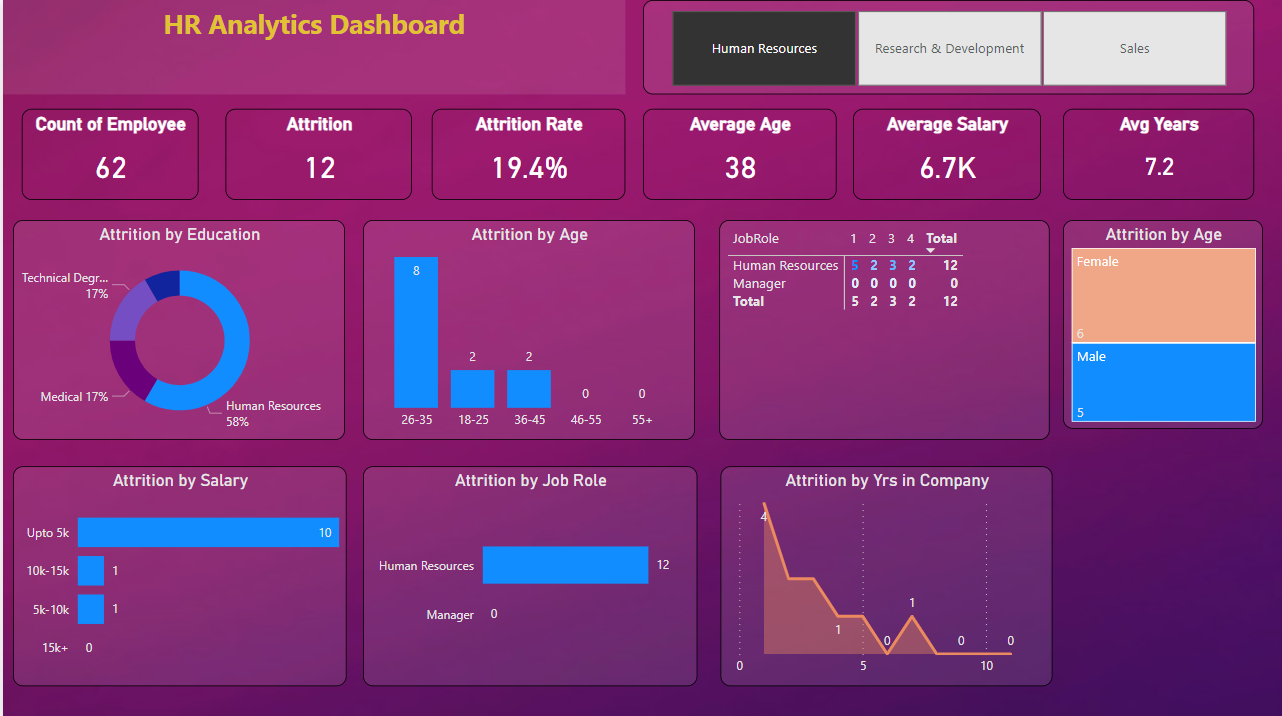 HR Analytics Dashboard
Human Resources
Research & Development
Sales
Count of Employee
62
Attrition
12
Attrition Rate
19.4%
Average Age
38
Average Salary
6.7K
Avg Years
7.2
Attrition by Education
Technical Degr...
17%
Medical 17%
Human Resources
58%
Attrition by Age
8
2
2
0
0
26-35
18-25
36-45
46-55
55+
JobRole 1 2 3 4 Total
Human Resources 5 2 3 2 12
Manager 0 0 0 0 0
Total 5 2 3 2 12
Attrition by Age
Female
6
Male
5
Attrition by Salary
Upto 5k 10
10k-15k 1
5k-10k 1
15k+ 0
Attrition by Job Role
Human Resources 12
Manager 0
Attrition by Yrs in Company
4
1
0
1
0
0
0
5
10